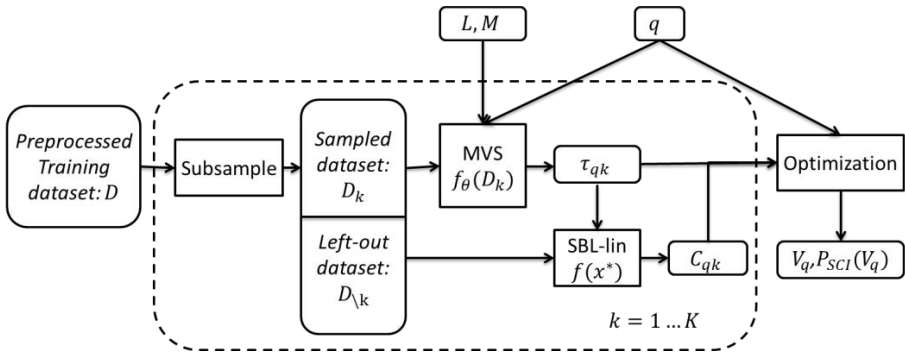 L, M
q
Preprocessed
Training
dataset: D
Subsample
Sampled
dataset:
D_k
MVS
f_θ(D_k)
τ_qk
Optimization
Left-out
dataset:
D_\k
SBL-lin
f(x*)
C_qk
V_q, P_SCI(V_q)
k = 1 ... K